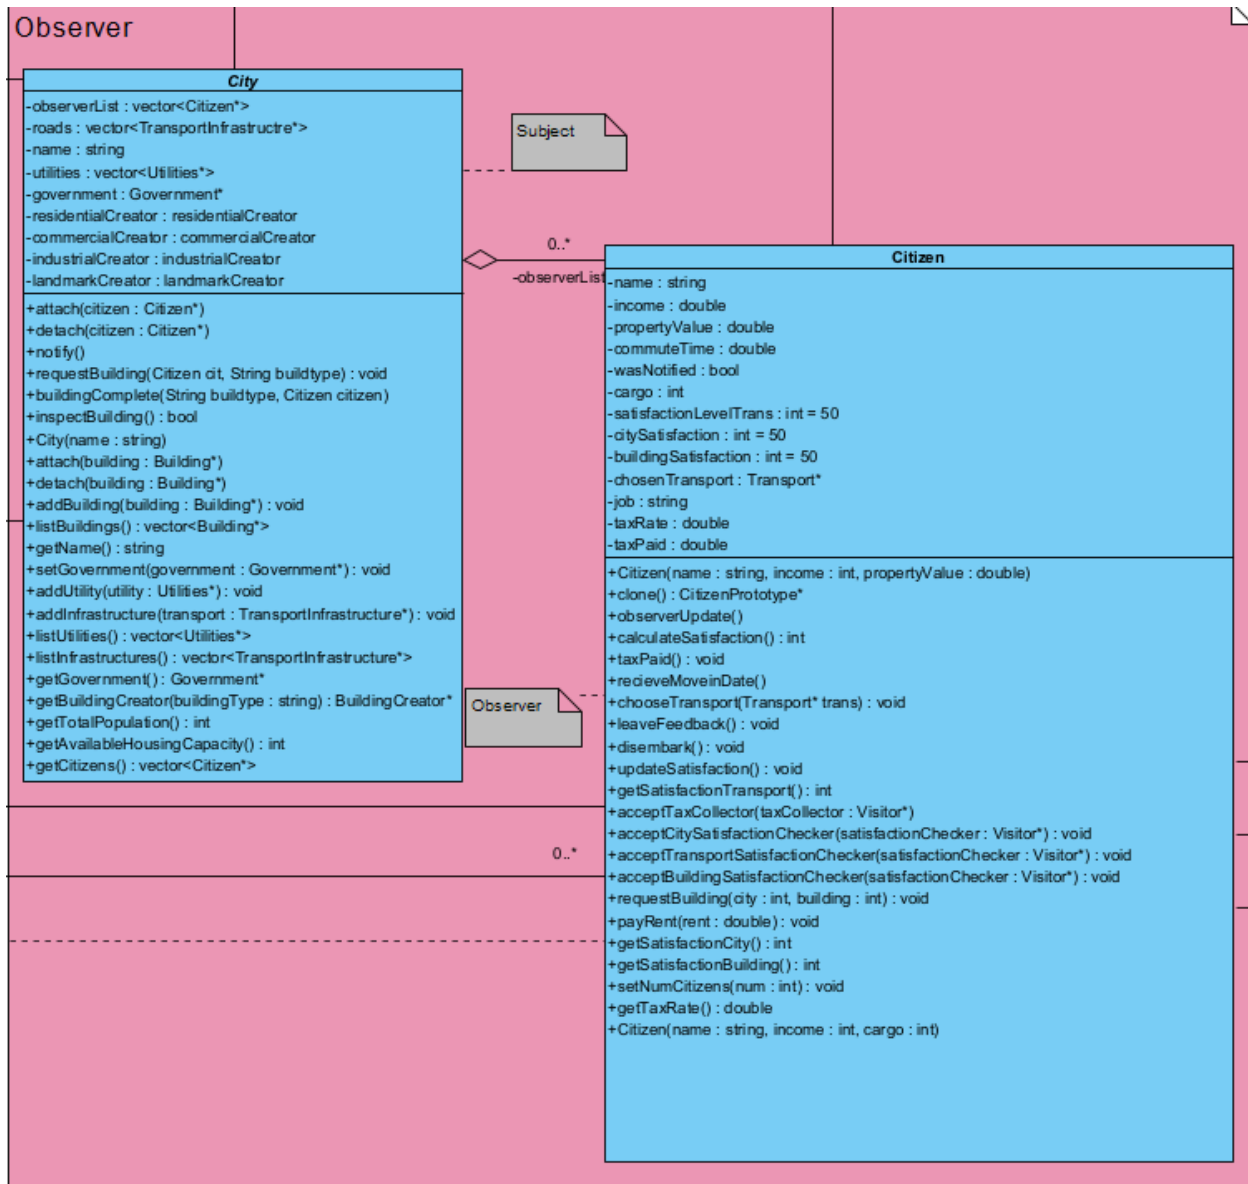 Observer
City
-observerList : vector<Citizen*>
-roads : vector<TransportInfrastructre*>
-name : string
-utilities : vector<Utilities*>
-government : Government*
-residentialCreator : residentialCreator
-commercialCreator : commercialCreator
-industrialCreator : industrialCreator
-landmarkCreator : landmarkCreator
+attach(citizen : Citizen*)
+detach(citizen : Citizen*)
+notify()
+requestBuilding(Citizen cit, String buildtype) : void
+buildingComplete(String buildtype, Citizen citizen)
+inspectBuilding() : bool
+City(name : string)
+attach(building : Building*)
+detach(building : Building*)
+addBuilding(building : Building*) : void
+listBuildings() : vector<Building*>
+getName() : string
+setGovernment(government : Government*) : void
+addUtility(utility : Utilities*) : void
+addInfrastructure(transport : TransportInfrastructure*) : void
+listUtilities() : vector<Utilities*>
+listInfrastructures() : vector<TransportInfrastructure*>
+getGovernment() : Government*
+getBuildingCreator(buildingType : string) : BuildingCreator*
+getTotalPopulation() : int
+getAvailableHousingCapacity() : int
+getCitizens() : vector<Citizen*>
Subject
0..*
-observerList
Observer
0..*
Citizen
-name : string
-income : double
-propertyValue : double
-commuteTime : double
-wasNotified : bool
-cargo : int
-satisfactionLevelTrans : int = 50
-citySatisfaction : int = 50
-buildingSatisfaction : int = 50
-chosenTransport : Transport*
-job : string
-taxRate : double
-taxPaid : double
+Citizen(name : string, income : int, propertyValue : double)
+clone() : CitizenPrototype*
+observerUpdate()
+calculateSatisfaction() : int
+taxPaid() : void
+recieveMoveinDate()
+chooseTransport(Transport* trans) : void
+leaveFeedback() : void
+disembark() : void
+updateSatisfaction() : void
+getSatisfactionTransport() : int
+acceptTaxCollector(taxCollector : Visitor*)
+acceptCitySatisfactionChecker(satisfactionChecker : Visitor*) : void
+acceptTransportSatisfactionChecker(satisfactionChecker : Visitor*) : void
+acceptBuildingSatisfactionChecker(satisfactionChecker : Visitor*) : void
+requestBuilding(city : int, building : int) : void
+payRent(rent : double) : void
+getSatisfactionCity() : int
+getSatisfactionBuilding() : int
+setNumCitizens(num : int) : void
+getTaxRate() : double
+Citizen(name : string, income : int, cargo : int)